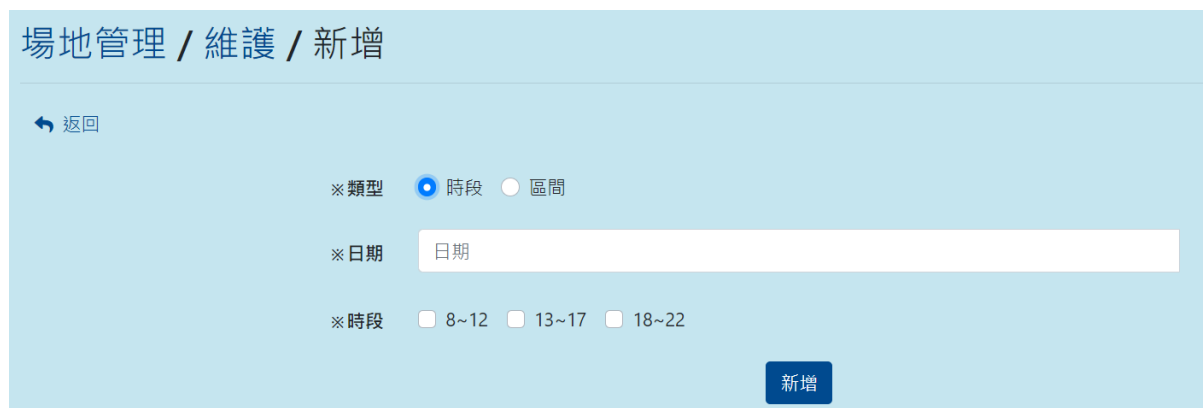 場地管理 / 維護 / 新增
返回
※類型 時段 區間
※日期 日期
※時段 8~12 13~17 18~22
新增